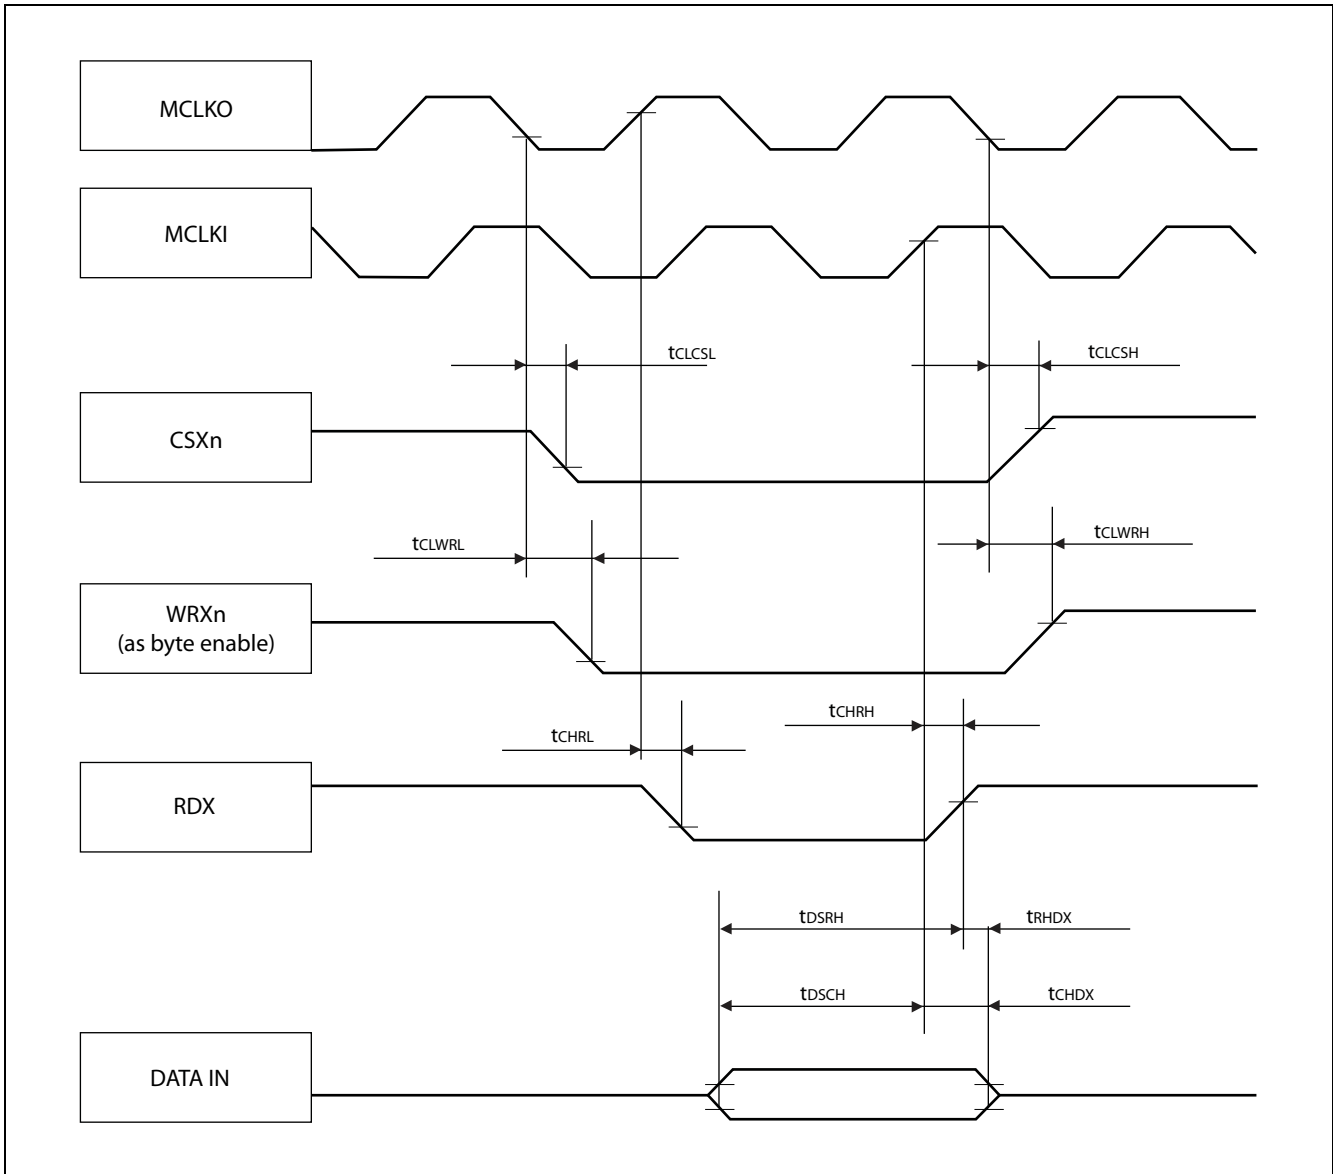 MCLKO
MCLKI
tCLCSL
tCLCSH
CSXn
tCLWRL
tCLWRH
WRXn
(as byte enable)
tCHRH
tCHRL
RDX
tDSRH
tRHDX
tDSCH
tCHDX
DATA IN